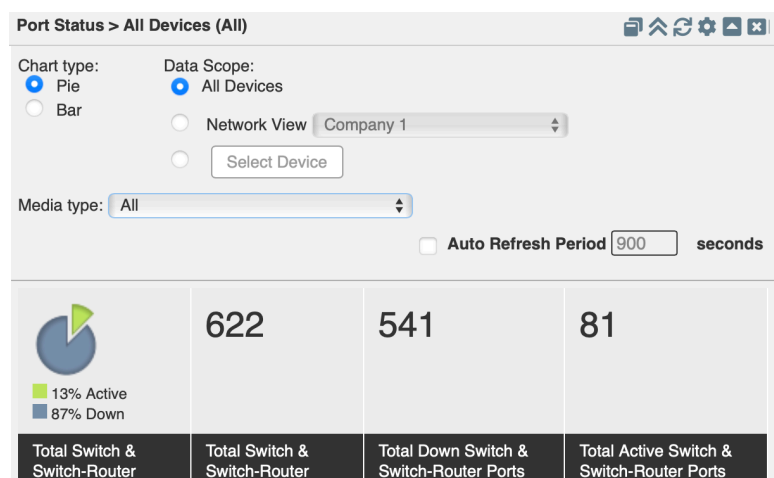 Port Status > All Devices (All)
Chart type:
Data Scope:
Pie
All Devices
Bar
Network View Company 1
Select Device
Media type: All
Auto Refresh Period 900 seconds
622
541
81
13% Active
87% Down
Total Switch &
Switch-Router
Total Switch &
Switch-Router
Total Down Switch &
Switch-Router Ports
Total Active Switch &
Switch-Router Ports